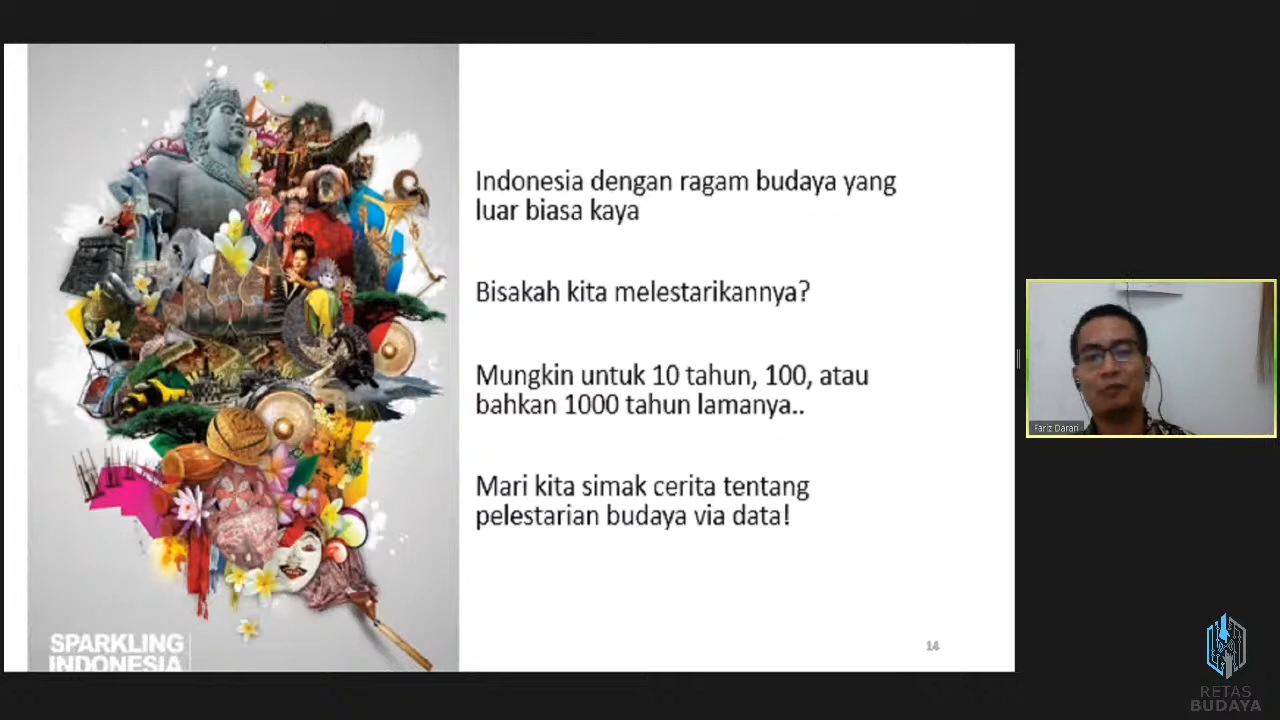 Indonesia dengan ragam budaya yang
luar biasa kaya
Bisakah kita melestarikannya?
Mungkin untuk 10 tahun, 100, atau
bahkan 1000 tahun lamanya..
Mari kita simak cerita tentang
pelestarian budaya via data!
SPARKLING
INDONESIA
14
Fariz Darari
RETAS
BUDAYA